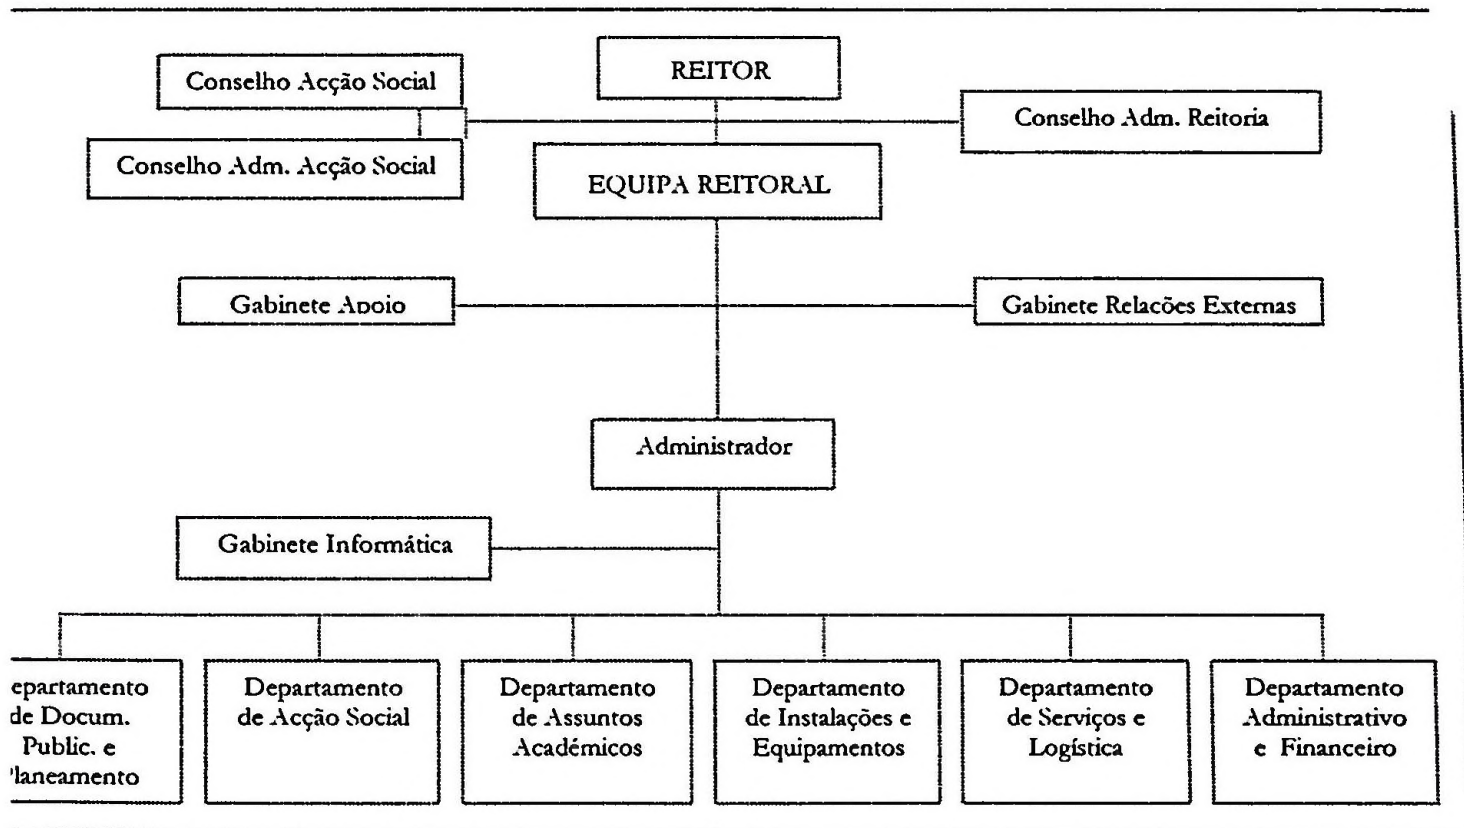 REITOR
Conselho Acção Social
Conselho Adm. Reitoria
Conselho Adm. Acção Social
EQUIPA REITORAL
Gabinete Apoio
Gabinete Relacões Externas
Administrador
Gabinete Informática
epartamento
de Docum.
Public. e
laneamento
Departamento
de Acção Social
Departamento
de Assuntos
Académicos
Departamento
de Instalações e
Equipamentos
Departamento
de Serviços e
Logística
Departamento
Administrativo
e Financeiro